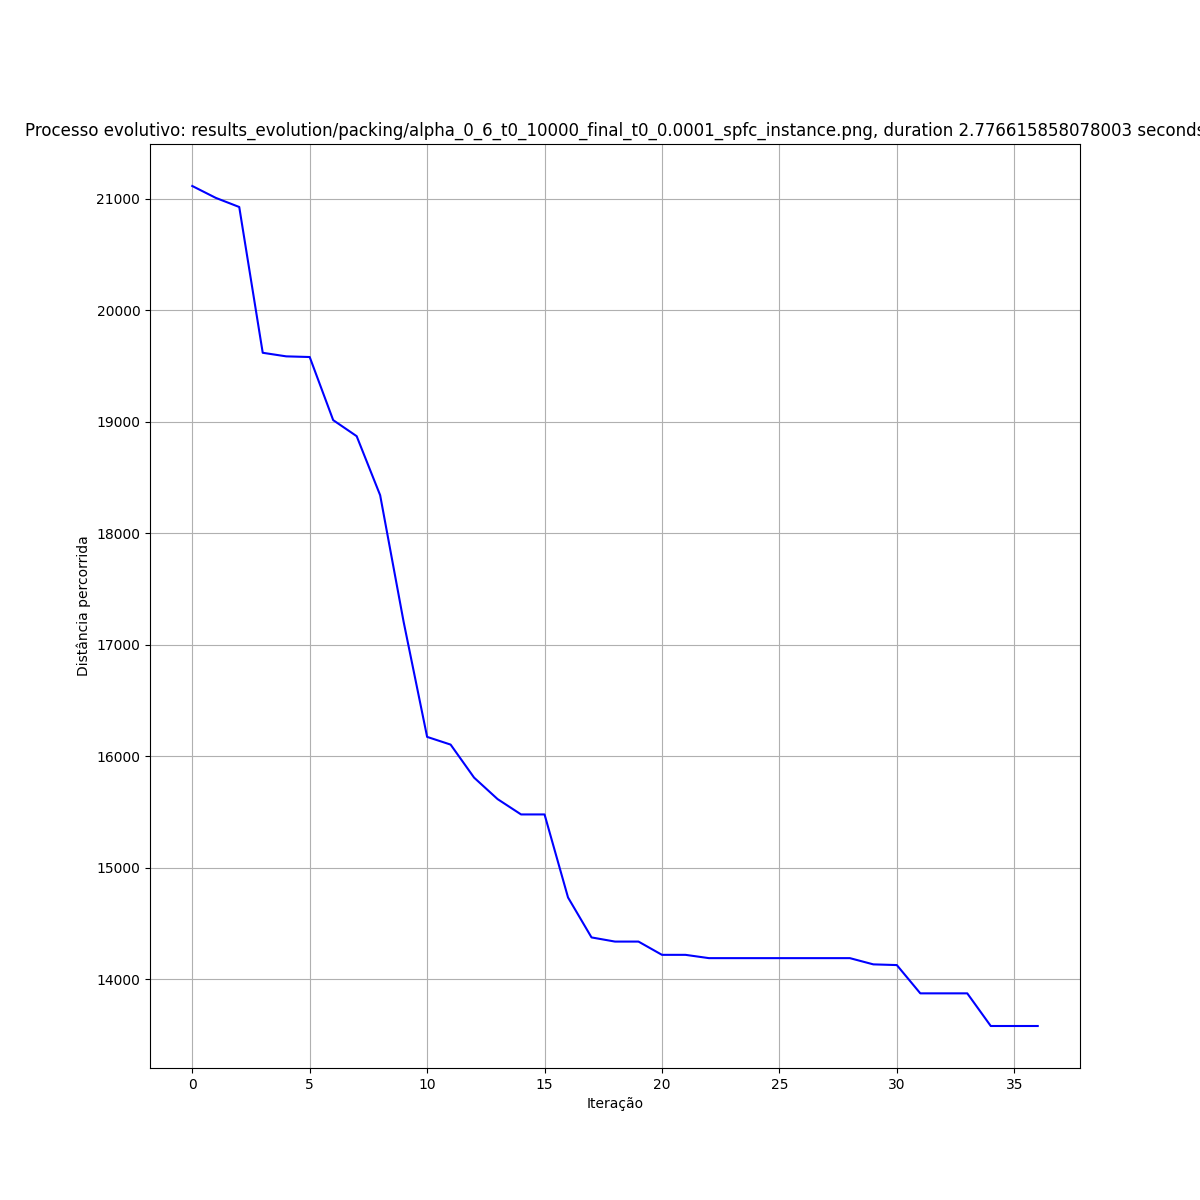 Processo evolutivo: results_evolution/packing/alpha_0_6_t0_10000_final_t0_0.0001_spfc_instance.png, duration 2.776615858078003 seconds
21000
20000
19000
18000
17000
16000
15000
14000
Distância percorrida
0 5 10 15 20 25 30 35
Iteração